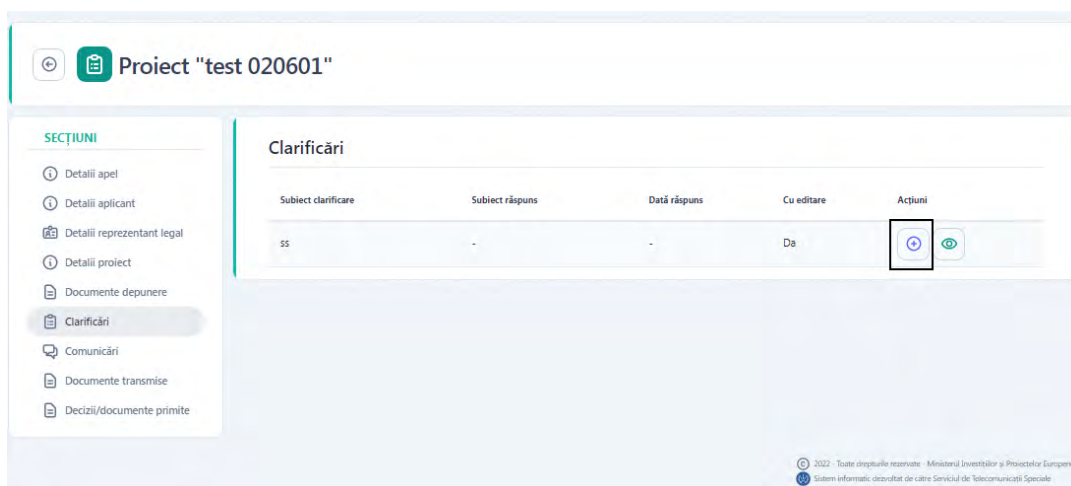 Proiect "test 020601"
SECȚIUNI
Detalii apel
Detalii aplicant
Detalii reprezentant legal
Detalii proiect
Documente depunere
Clarificări
Comunicări
Documente transmise
Decizii/documente primite
Clarificări
Subiect clarificare Subiect răspuns Dată răspuns Cu editare Acțiuni
ss - - Da
© 2022 - Toate drepturile rezervate - Ministerul Investițiilor și Proiectelor Europene
Sistem informatic dezvoltat de către Serviciul de Telecomunicații Speciale